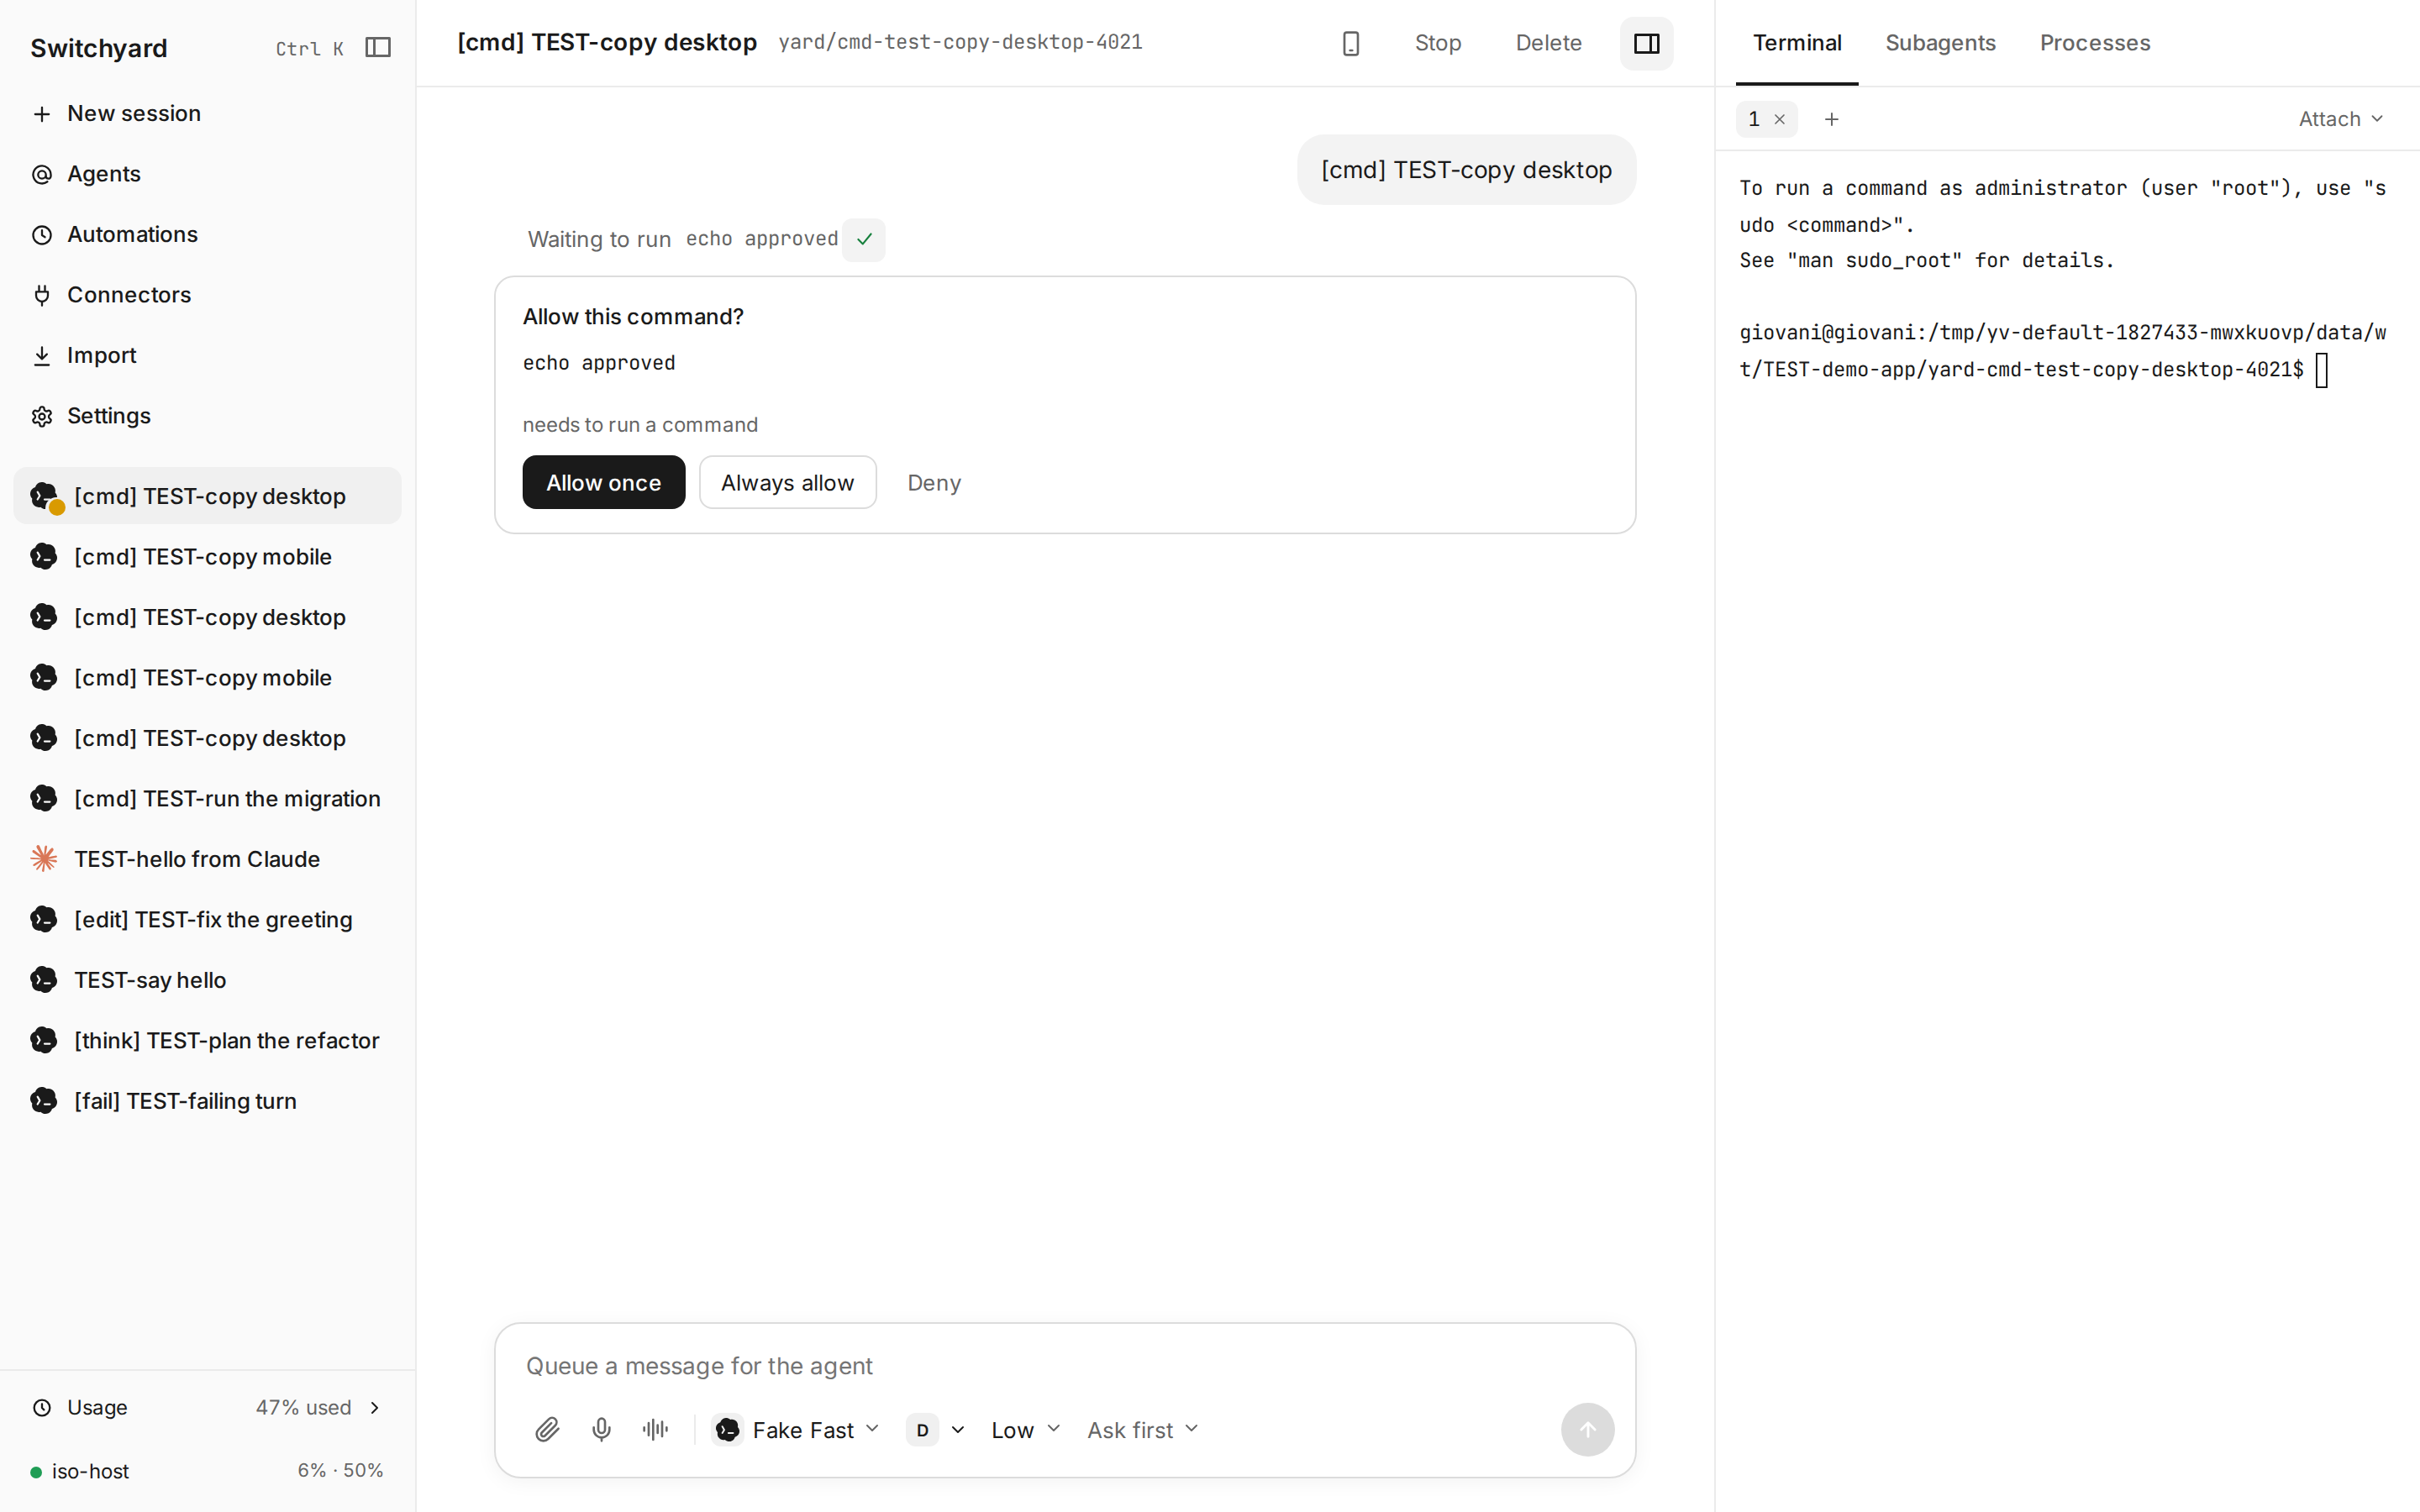 Switchyard
Ctrl K
New session
Agents
Automations
Connectors
Import
Settings
[cmd] TEST-copy desktop
[cmd] TEST-copy mobile
[cmd] TEST-copy desktop
[cmd] TEST-copy mobile
[cmd] TEST-copy desktop
[cmd] TEST-run the migration
TEST-hello from Claude
[edit] TEST-fix the greeting
TEST-say hello
[think] TEST-plan the refactor
[fail] TEST-failing turn
Usage 47% used
iso-host 6% · 50%
[cmd] TEST-copy desktop yard/cmd-test-copy-desktop-4021 Stop Delete
[cmd] TEST-copy desktop
Waiting to run echo approved
Allow this command?
echo approved
needs to run a command
Allow once Always allow Deny
Queue a message for the agent
Fake Fast D Low Ask first
Terminal Subagents Processes
1 Attach
To run a command as administrator (user "root"), use "s
udo <command>".
See "man sudo_root" for details.
giovani@giovani:/tmp/yv-default-1827433-mwxkuovp/data/w
t/TEST-demo-app/yard-cmd-test-copy-desktop-4021$